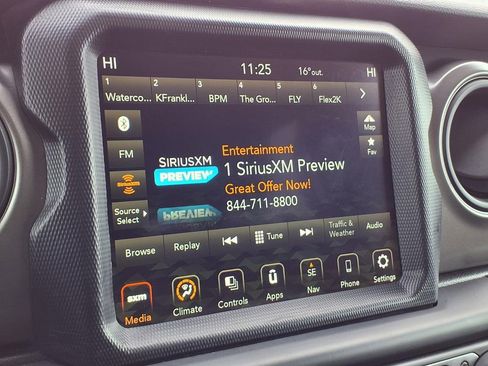 HI 11:25 16°out. HI
1 2 3 4 5 6
Waterco... KFrankl... BPM The Gro... FLY Flex2K
Map
FM
Fav
Entertainment
SIRIUSXM
PREVIEW
1 SiriusXM Preview
Great Offer Now!
844-711-8800
SiriusXM
Source
Select
Browse Replay Tune Traffic &
Weather Audio
sxm U SE
Media Climate Controls Apps Nav Phone Settings